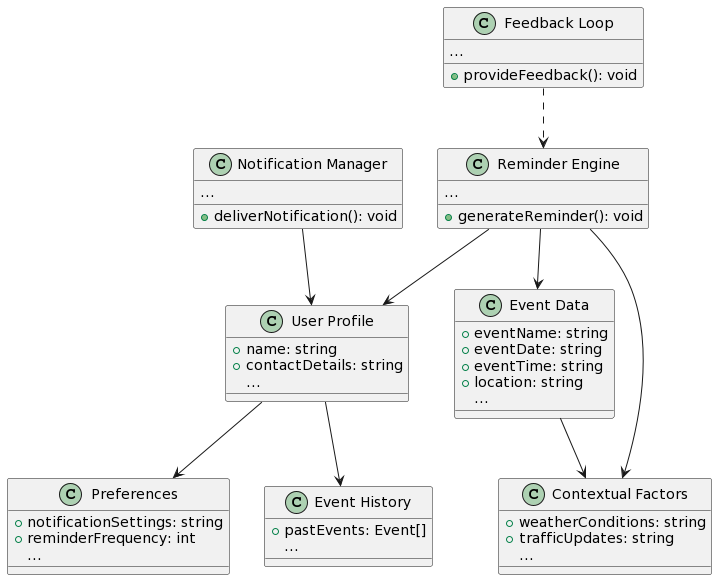 C Feedback Loop
...
provideFeedback(): void
C Notification Manager
...
deliverNotification(): void
C Reminder Engine
...
generateReminder(): void
C User Profile
name: string
contactDetails: string
...
C Event Data
eventName: string
eventDate: string
eventTime: string
location: string
...
C Preferences
notificationSettings: string
reminderFrequency: int
...
C Event History
pastEvents: Event[]
...
C Contextual Factors
weatherConditions: string
trafficUpdates: string
...